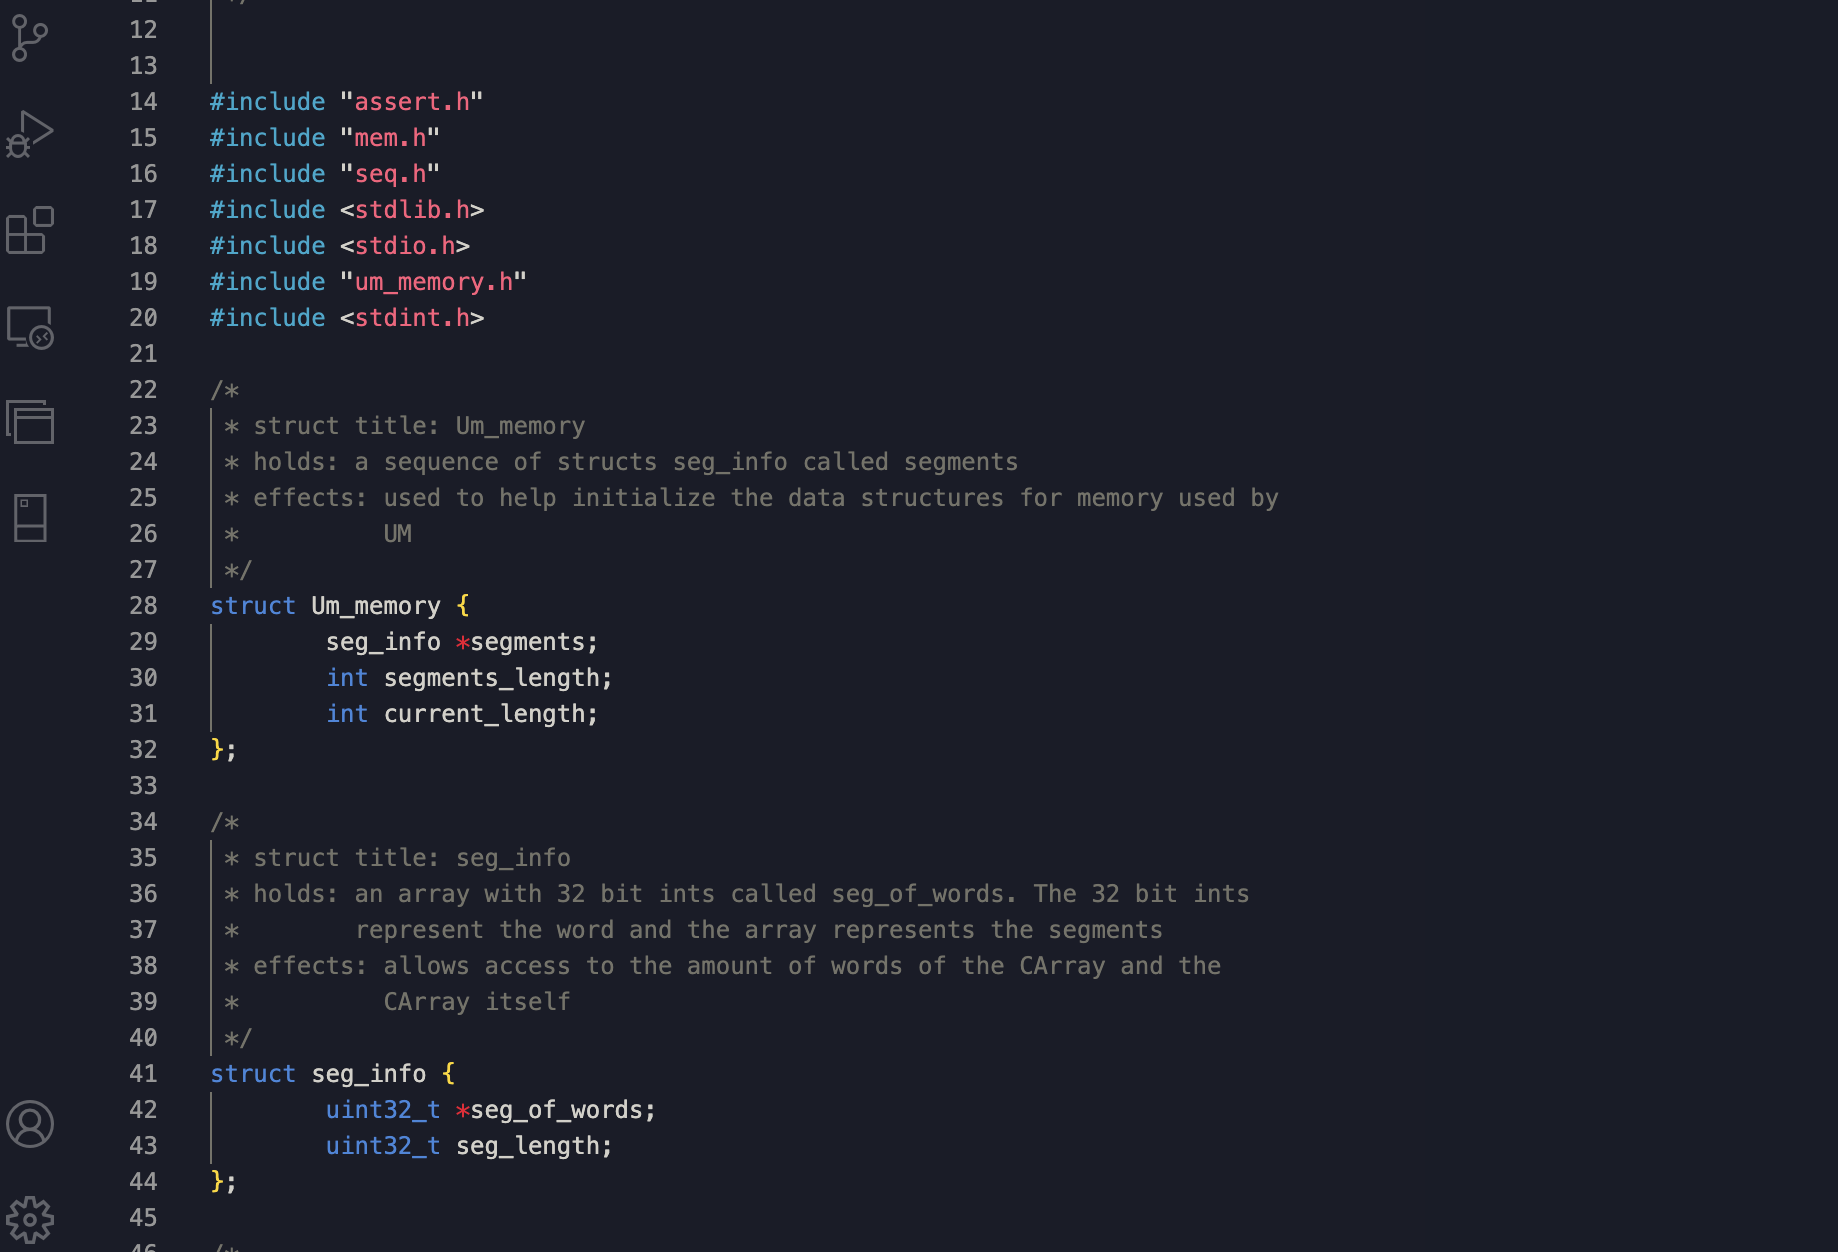 12
13
14 #include "assert.h"
15 #include "mem.h"
16 #include "seq.h"
17 #include <stdlib.h>
18 #include <stdio.h>
19 #include "um_memory.h"
20 #include <stdint.h>
21
22 /*
23 * struct title: Um_memory
24 * holds: a sequence of structs seg_info called segments
25 * effects: used to help initialize the data structures for memory used by
26 * UM
27 */
28 struct Um_memory {
29 seg_info *segments;
30 int segments_length;
31 int current_length;
32 };
33
34 /*
35 * struct title: seg_info
36 * holds: an array with 32 bit ints called seg_of_words. The 32 bit ints
37 * represent the word and the array represents the segments
38 * effects: allows access to the amount of words of the CArray and the
39 * CArray itself
40 */
41 struct seg_info {
42 uint32_t *seg_of_words;
43 uint32_t seg_length;
44 };
45